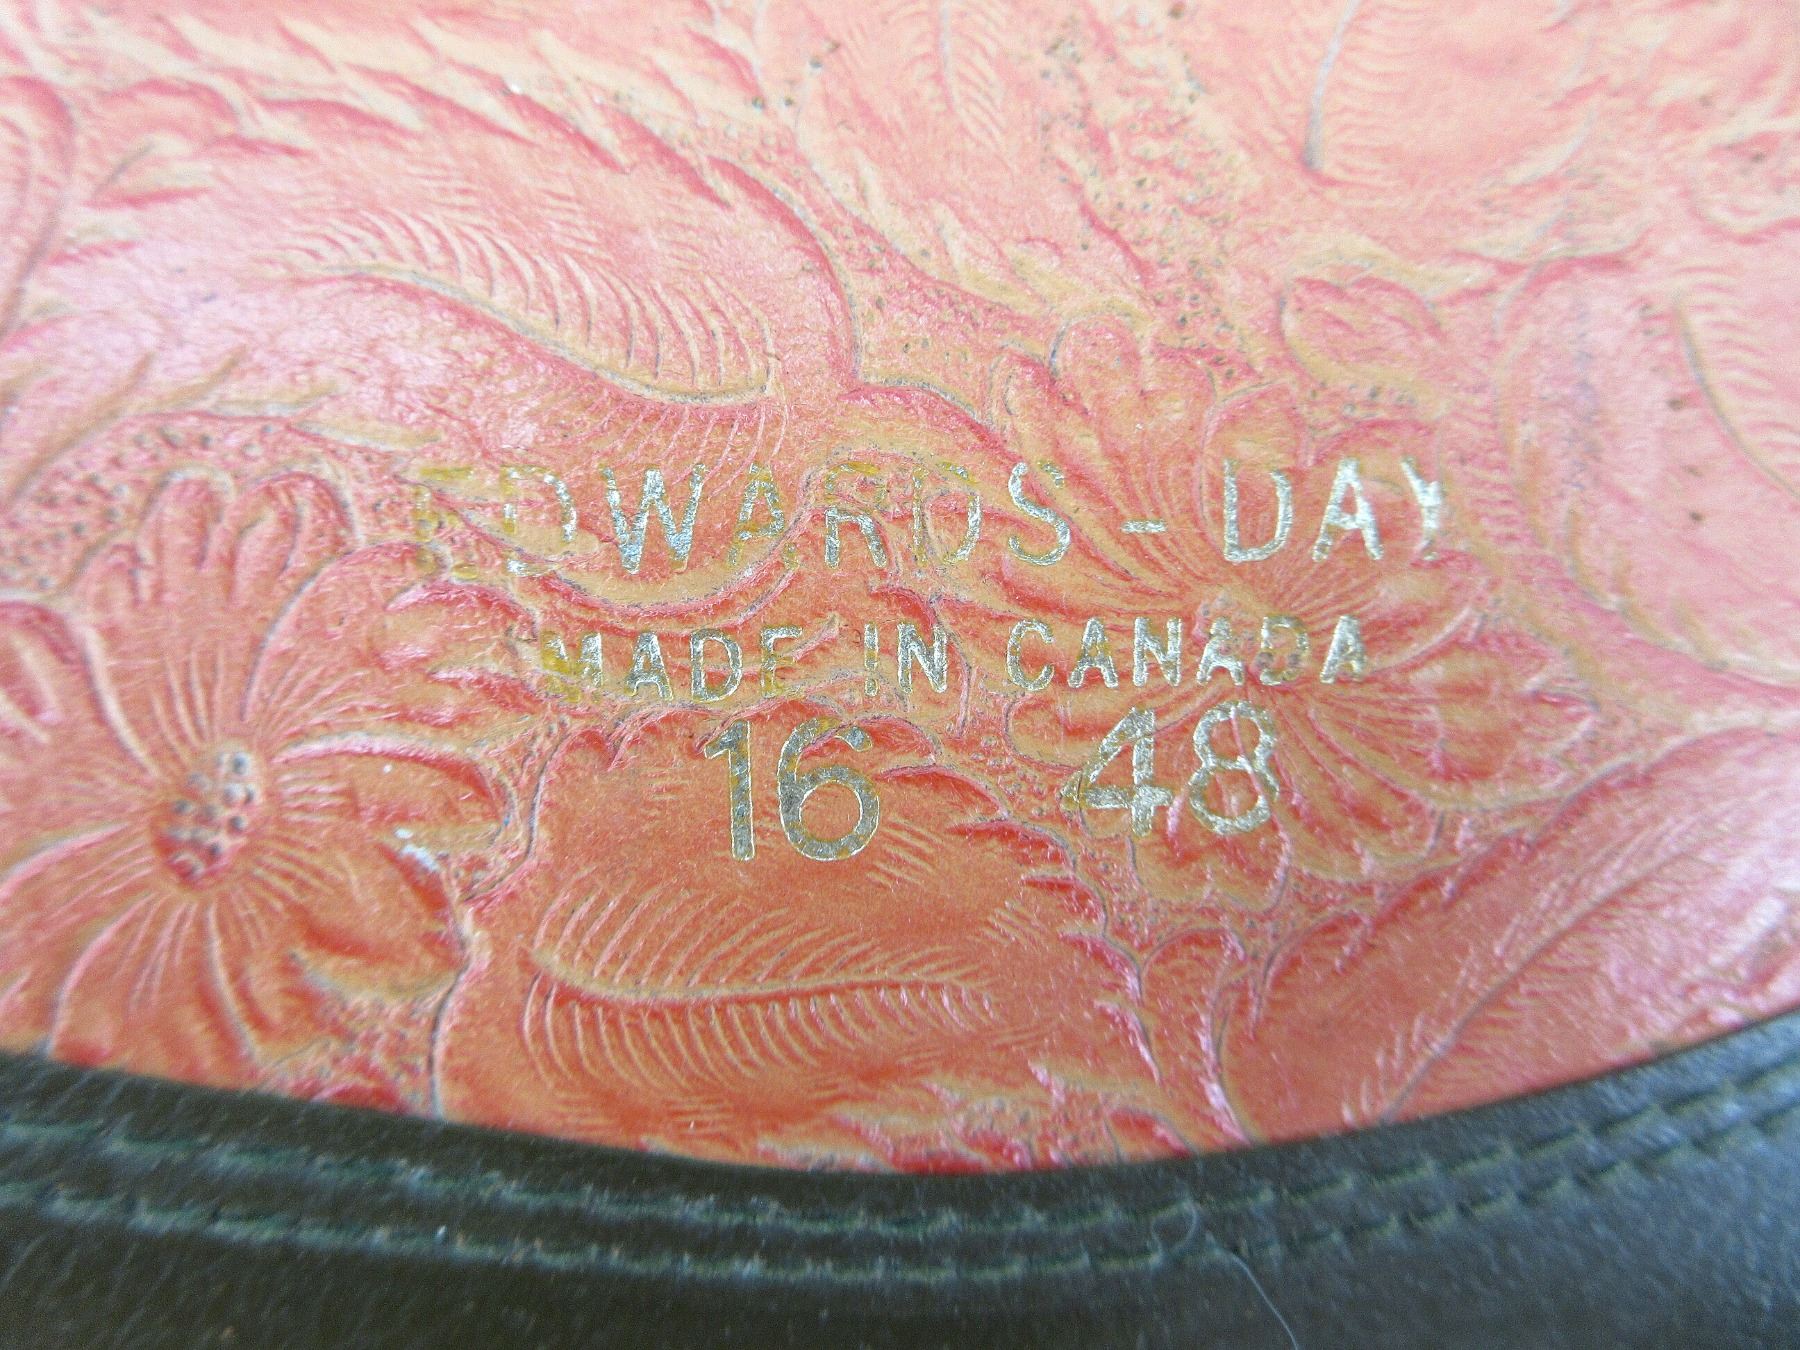 EDWARDS - DAY
MADE IN CANADA
16 48